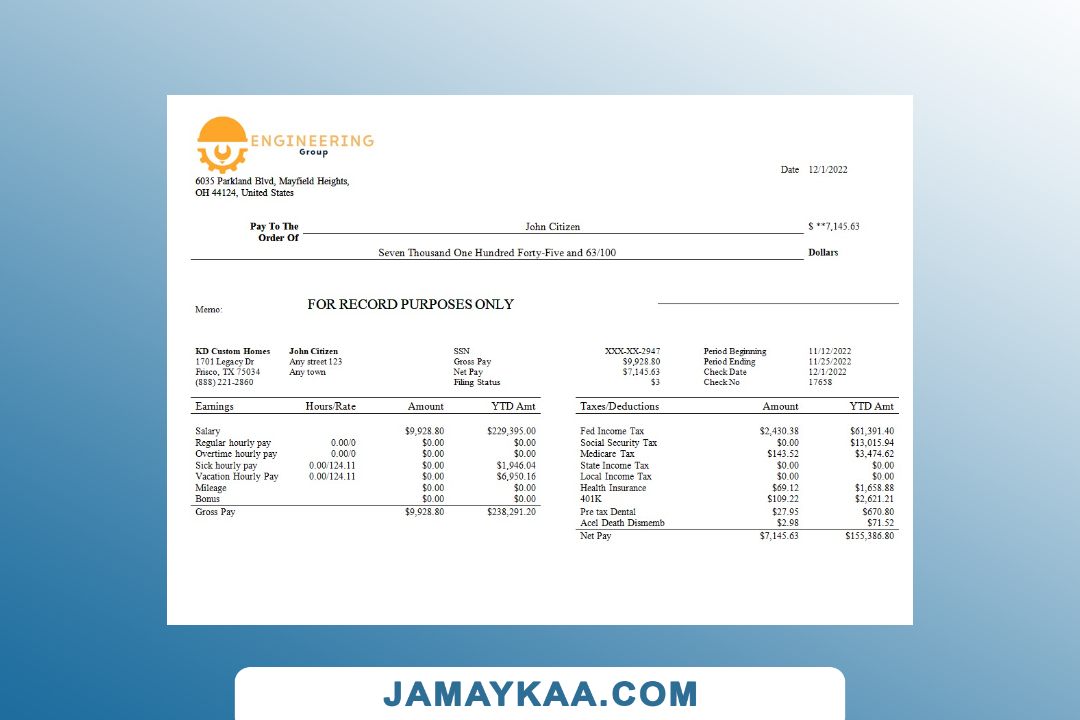 ENGINEERING
Group
6035 Parkland Blvd, Mayfield Heights,
OH 44124, United States
Date 12/1/2022
Pay To The
Order Of
John Citizen
$ **7,145.63
Seven Thousand One Hundred Forty-Five and 63/100
Dollars
Memo:
FOR RECORD PURPOSES ONLY
KD Custom Homes John Citizen SSN XXX-XX-2947 Period Beginning 11/12/2022
1701 Legacy Dr Any street 123 Gross Pay $9,928.80 Period Ending 11/25/2022
Frisco, TX 75034 Any town Net Pay $7,145.63 Check Date 12/1/2022
(888) 221-2860 Filing Status $3 Check No 17658
Earnings Hours/Rate Amount YTD Amt
Salary $9,928.80 $229,395.00
Regular hourly pay 0.00/0 $0.00 $0.00
Overtime hourly pay 0.00/0 $0.00 $0.00
Sick hourly pay 0.00/124.11 $0.00 $1,946.04
Vacation Hourly Pay 0.00/124.11 $0.00 $6,950.16
Mileage $0.00 $0.00
Bonus $0.00 $0.00
Gross Pay $9,928.80 $238,291.20
Taxes/Deductions Amount YTD Amt
Fed Income Tax $2,430.38 $61,391.40
Social Security Tax $0.00 $13,015.94
Medicare Tax $143.52 $3,474.62
State Income Tax $0.00 $0.00
Local Income Tax $0.00 $0.00
Health Insurance $69.12 $1,658.88
401K $109.22 $2,621.21
Pre tax Dental $27.95 $670.80
Acel Death Dismemb $2.98 $71.52
Net Pay $7,145.63 $155,386.80
JAMAYKAA.COM